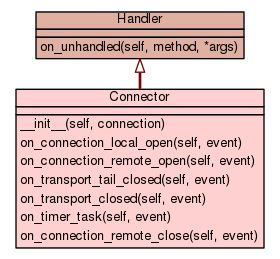 Handler
on_unhandled(self, method, *args)
Connector
__init__(self, connection)
on_connection_local_open(self, event)
on_connection_remote_open(self, event)
on_transport_tail_closed(self, event)
on_transport_closed(self, event)
on_timer_task(self, event)
on_connection_remote_close(self, event)